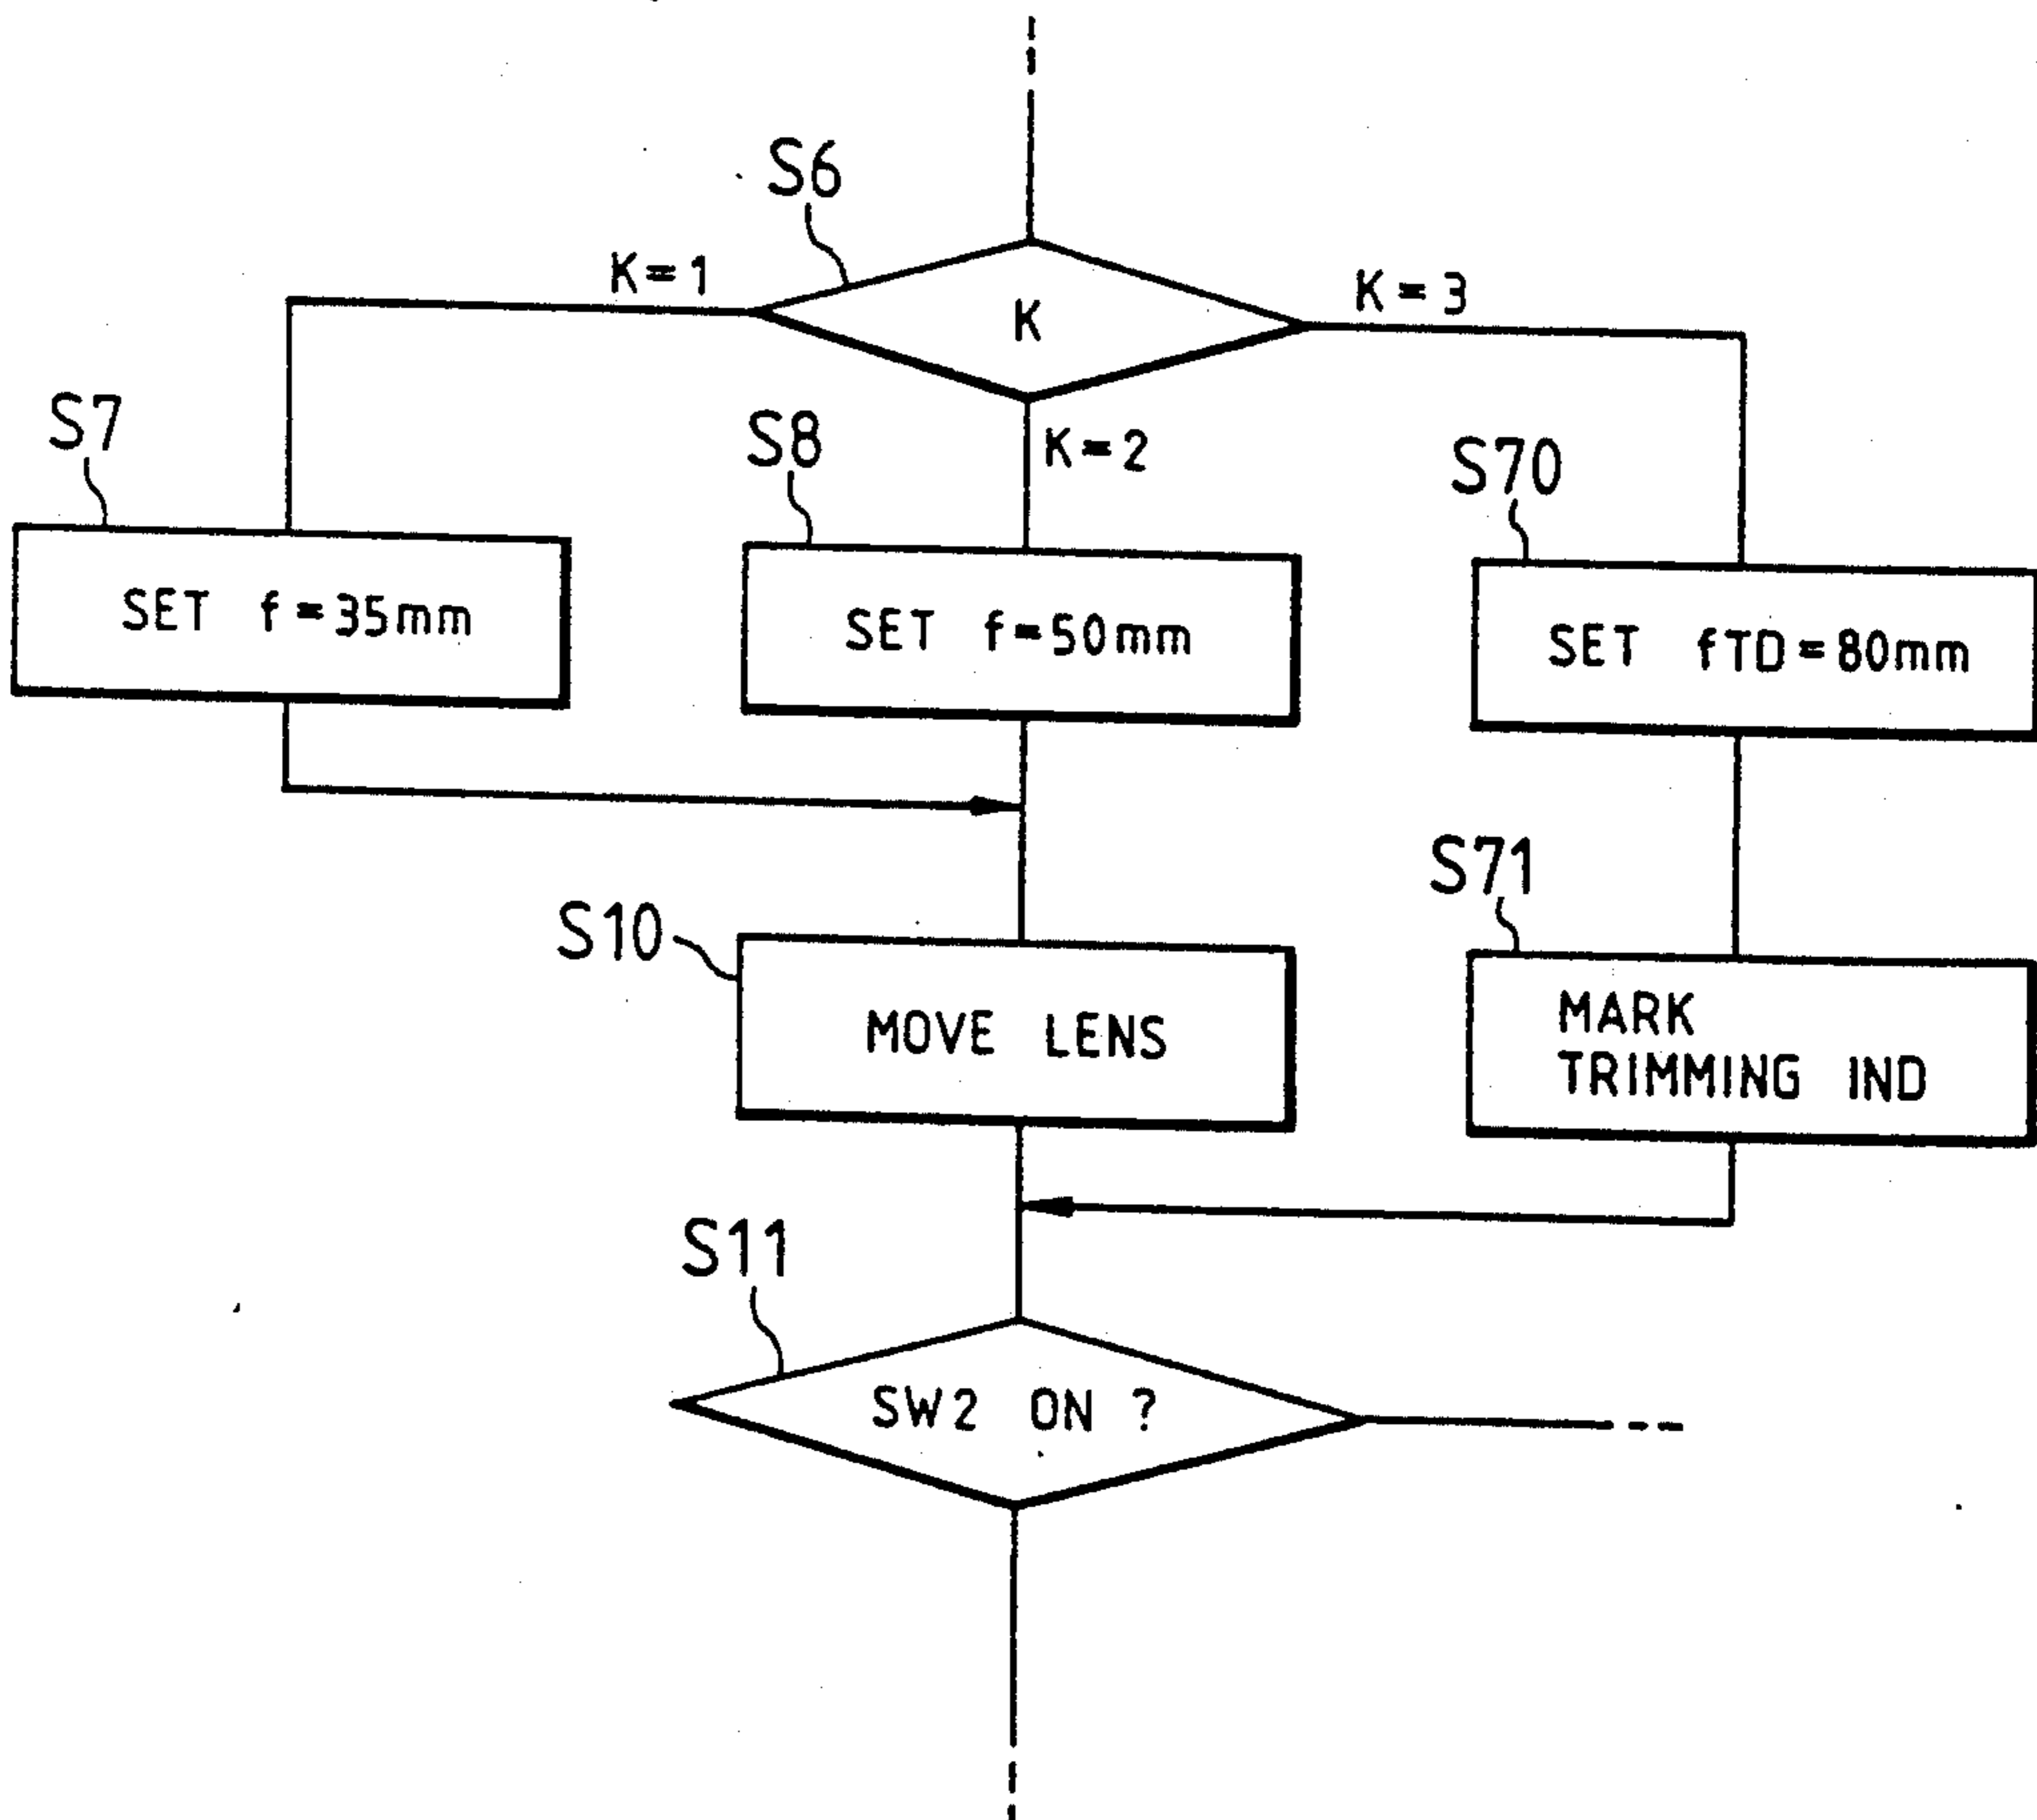 S6
K=1
K
K=3
S7
S8
K=2
S70
SET f=35mm
SET f=50mm
SET fTD=80mm
S71
S10
MOVE LENS
MARK
TRIMMING IND
S11
SW2 ON ?